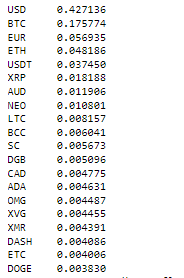 USD 0.427136
BTC 0.175774
EUR 0.056935
ETH 0.048186
USDT 0.037450
XRP 0.018188
AUD 0.011906
NEO 0.010801
LTC 0.008157
BCC 0.006041
SC 0.005673
DGB 0.005096
CAD 0.004775
ADA 0.004631
OMG 0.004487
XVG 0.004455
XMR 0.004391
DASH 0.004086
ETC 0.004006
DOGE 0.003830